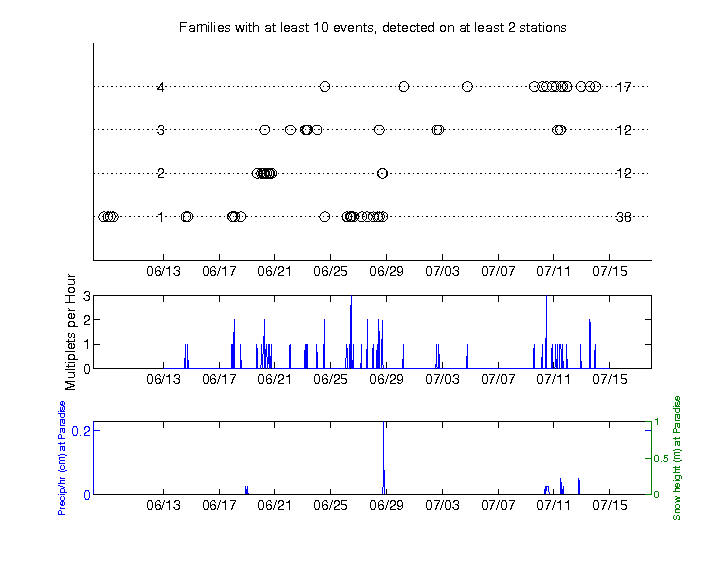 Families with at least 10 events, detected on at least 2 stations
4 17
3 12
2 12
1 36
06/13 06/17 06/21 06/25 06/29 07/03 07/07 07/11 07/15
Multiplets per Hour
3
2
1
0
06/13 06/17 06/21 06/25 06/29 07/03 07/07 07/11 07/15
Precip/hr (cm) at Paradise
0.2
0
1
0.5
0
Snow height (m) at Paradise
06/13 06/17 06/21 06/25 06/29 07/03 07/07 07/11 07/15